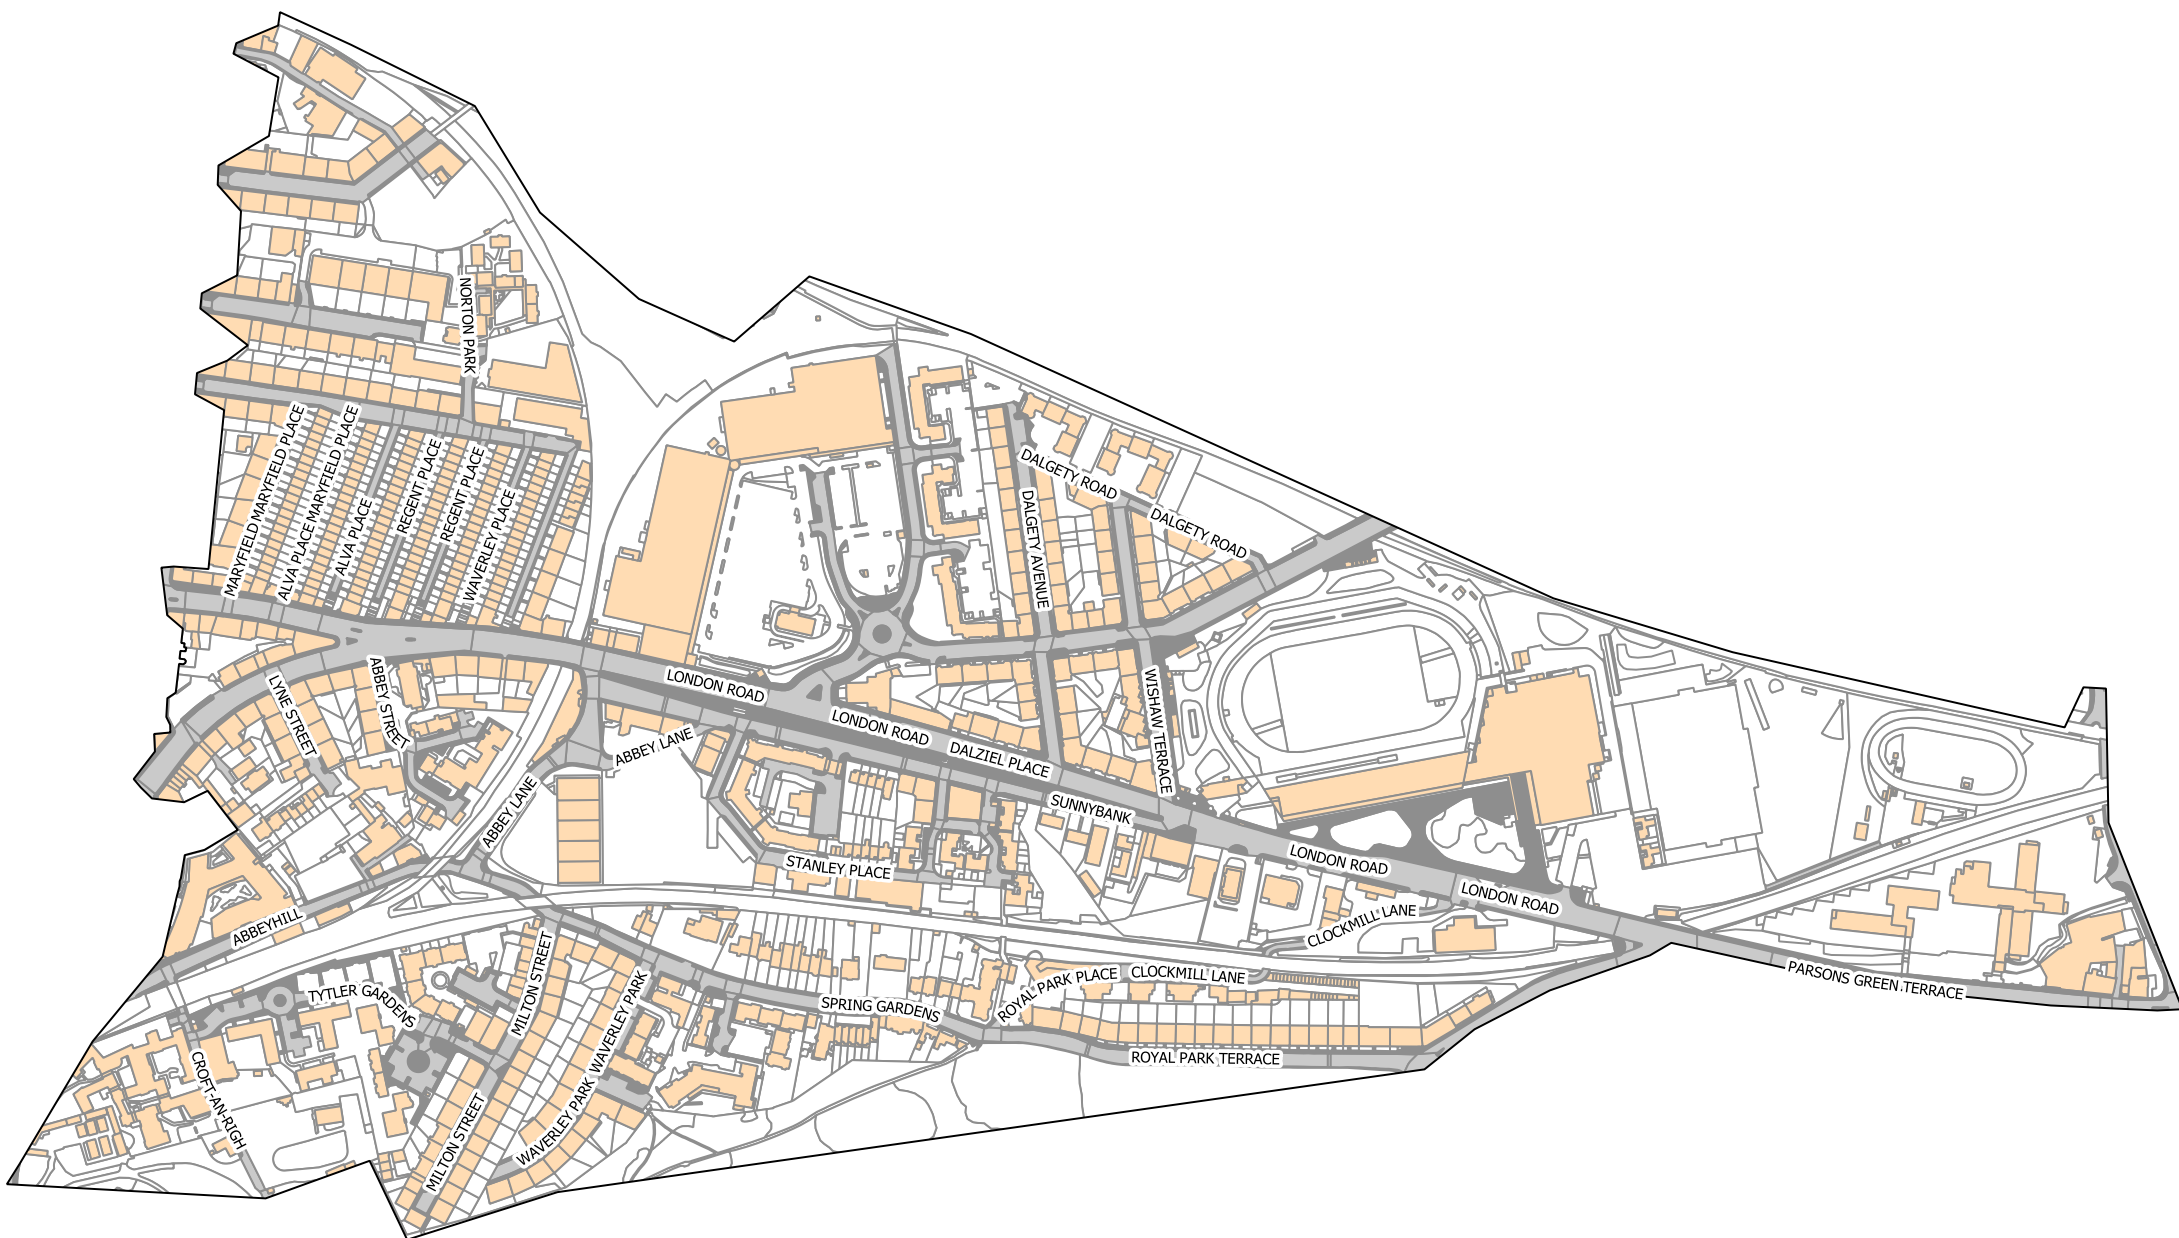 NORTON PARK
MARYFIELD
MARYFIELD PLACE
ALVA PLACE
MARYFIELD PLACE
ALVA PLACE
REGENT PLACE
REGENT PLACE
WAVERLEY PLACE
DALGETY ROAD
DALGETY AVENUE
DALGETY ROAD
LONDON ROAD
LONDON ROAD
DALZIEL PLACE
WISHAW TERRACE
LYNE STREET
ABBEY STREET
ABBEY LANE
ABBEY LANE
SUNNYBANK
STANLEY PLACE
LONDON ROAD
LONDON ROAD
CLOCKMILL LANE
ABBEYHILL
MILTON STREET
TYTLER GARDENS
WAVERLEY PARK
SPRING GARDENS
ROYAL PARK PLACE
CLOCKMILL LANE
PARSONS GREEN TERRACE
ROYAL PARK TERRACE
CROFT-AN-RIGH
MILTON STREET
WAVERLEY PARK